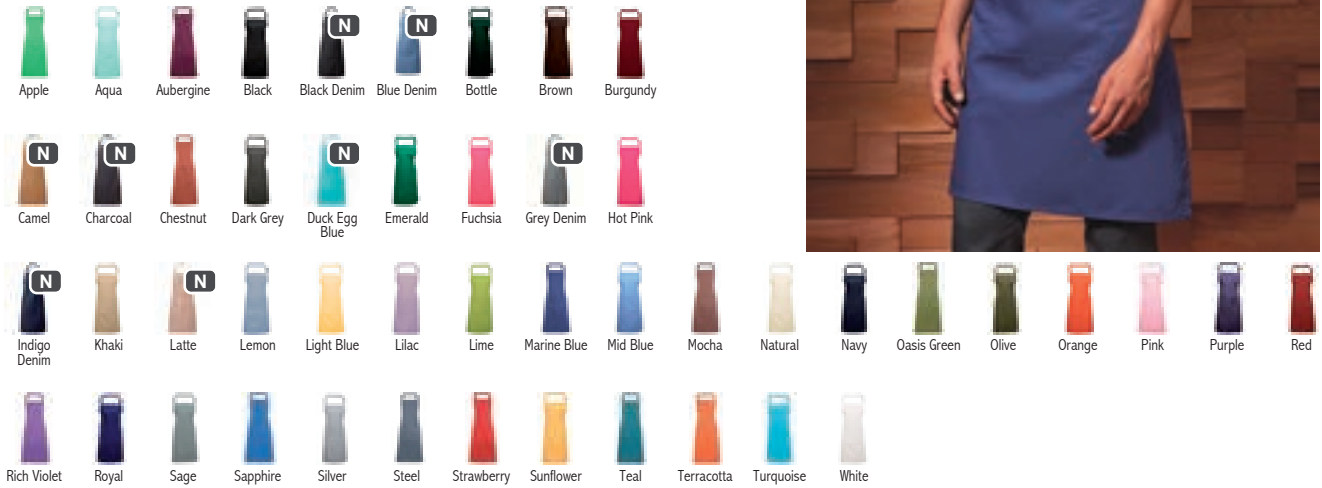 N N
Apple Aqua Aubergine Black Black Denim Blue Denim Bottle Brown Burgundy
N N N N
Camel Charcoal Chestnut Dark Grey Duck Egg Emerald Fuchsia Grey Denim Hot Pink
Blue
N N
Indigo Khaki Latte Lemon Light Blue Lilac Lime Marine Blue Mid Blue Mocha Natural Navy Oasis Green Olive Orange Pink Purple Red
Denim
Rich Violet Royal Sage Sapphire Silver Steel Strawberry Sunflower Teal Terracotta Turquoise White